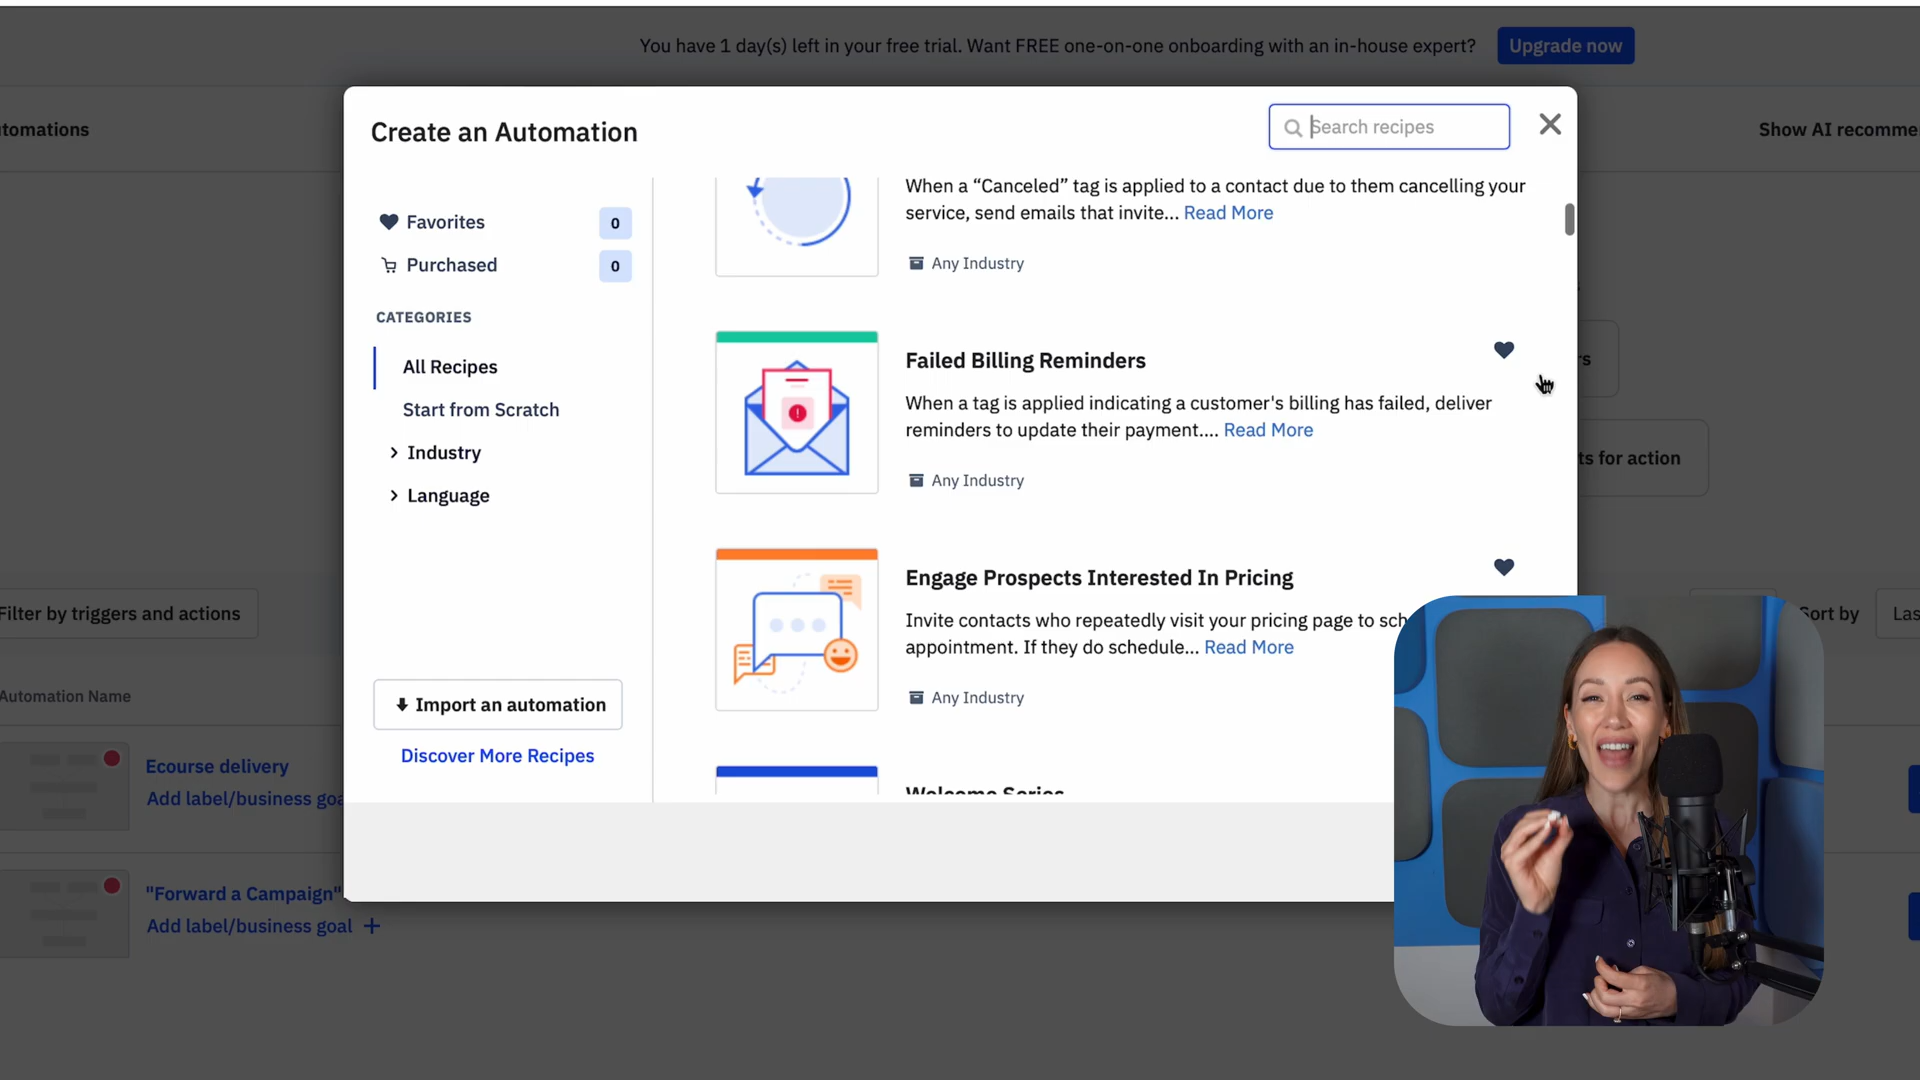 You have 1 day(s) left in your free trial. Want FREE one-on-one onboarding with an in-house expert?
Upgrade now
tomations
Show AI recomme
Create an Automation
Search recipes
Favorites
0
Purchased
0
CATEGORIES
All Recipes
Start from Scratch
Industry
Language
Import an automation
Discover More Recipes
When a “Canceled” tag is applied to a contact due to them cancelling your
service, send emails that invite... Read More
Any Industry
Failed Billing Reminders
When a tag is applied indicating a customer's billing has failed, deliver
reminders to update their payment.... Read More
Any Industry
Engage Prospects Interested In Pricing
Invite contacts who repeatedly visit your pricing page to sch
appointment. If they do schedule... Read More
Any Industry
Welcome Series
rs
ts for action
Filter by triggers and actions
Sort by
Las
Automation Name
Ecourse delivery
Add label/business goa
"Forward a Campaign"
Add label/business goal +